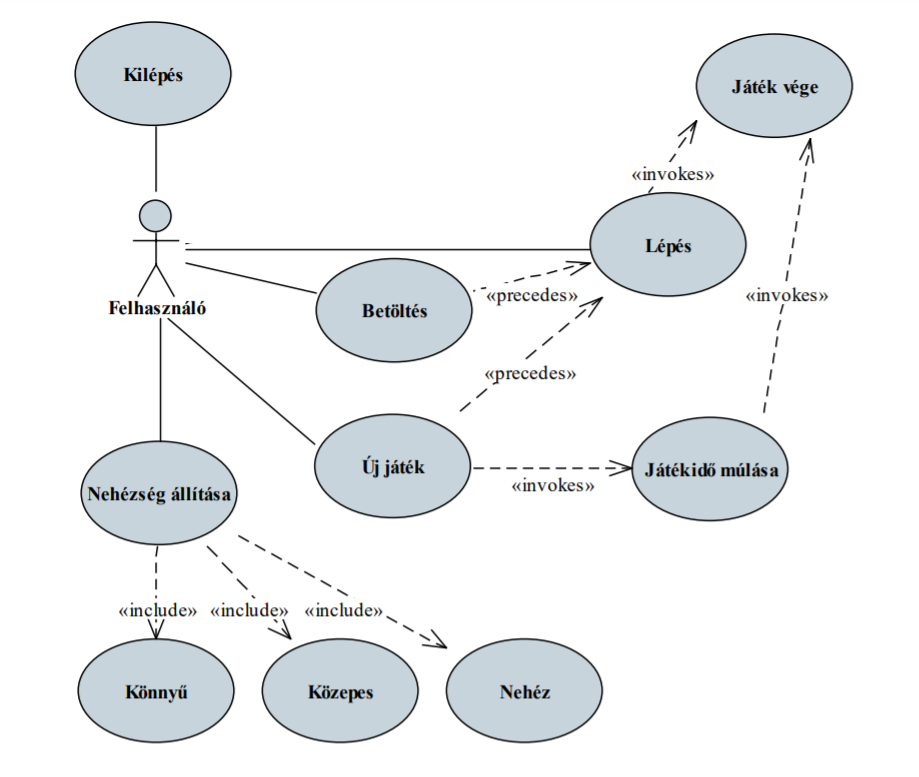 Kilépés
Játék vége
«invokes»
Lépés
Felhasználó
Betöltés
«precedes»
«invokes»
«precedes»
Új játék
Játékidő múlása
«invokes»
Nehézség állítása
«include»
«include»
«include»
Könnyű
Közepes
Nehéz